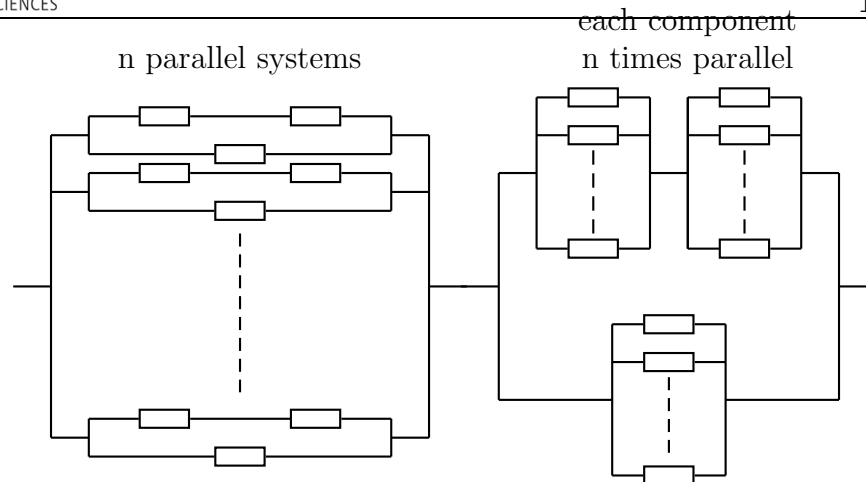 n parallel systems
each component
n times parallel